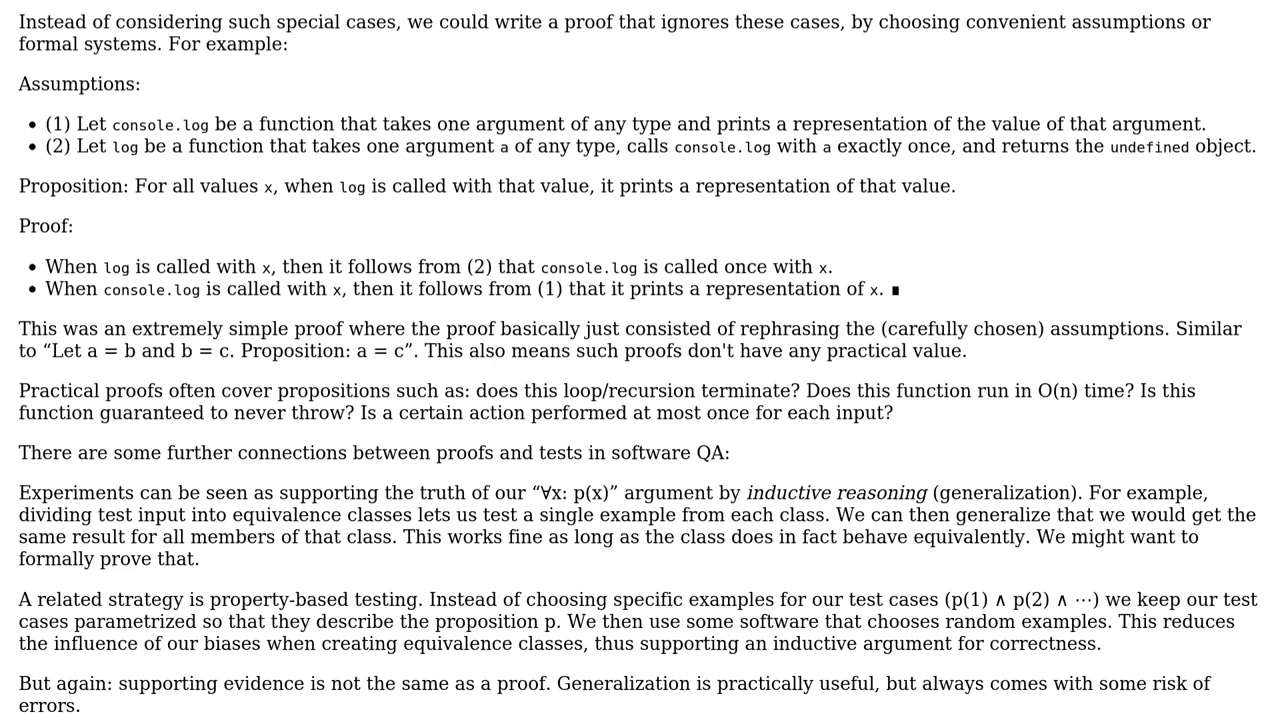 Instead of considering such special cases, we could write a proof that ignores these cases, by choosing convenient assumptions or
formal systems. For example:
Assumptions:
• (1) Let console.log be a function that takes one argument of any type and prints a representation of the value of that argument.
• (2) Let log be a function that takes one argument a of any type, calls console.log with a exactly once, and returns the undefined object.
Proposition: For all values x, when log is called with that value, it prints a representation of that value.
Proof:
• When log is called with x, then it follows from (2) that console.log is called once with x.
• When console.log is called with x, then it follows from (1) that it prints a representation of x. ∎
This was an extremely simple proof where the proof basically just consisted of rephrasing the (carefully chosen) assumptions. Similar
to “Let a = b and b = c. Proposition: a = c”. This also means such proofs don't have any practical value.
Practical proofs often cover propositions such as: does this loop/recursion terminate? Does this function run in O(n) time? Is this
function guaranteed to never throw? Is a certain action performed at most once for each input?
There are some further connections between proofs and tests in software QA:
Experiments can be seen as supporting the truth of our “∀x: p(x)” argument by inductive reasoning (generalization). For example,
dividing test input into equivalence classes lets us test a single example from each class. We can then generalize that we would get the
same result for all members of that class. This works fine as long as the class does in fact behave equivalently. We might want to
formally prove that.
A related strategy is property-based testing. Instead of choosing specific examples for our test cases (p(1) ∧ p(2) ∧ ⋯) we keep our test
cases parametrized so that they describe the proposition p. We then use some software that chooses random examples. This reduces
the influence of our biases when creating equivalence classes, thus supporting an inductive argument for correctness.
But again: supporting evidence is not the same as a proof. Generalization is practically useful, but always comes with some risk of
errors.